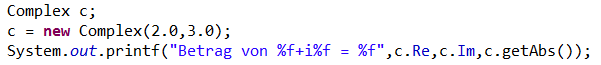 Complex c;
c = new Complex(2.0,3.0);
System.out.printf("Betrag von %f+i%f = %f",c.Re,c.Im,c.getAbs());